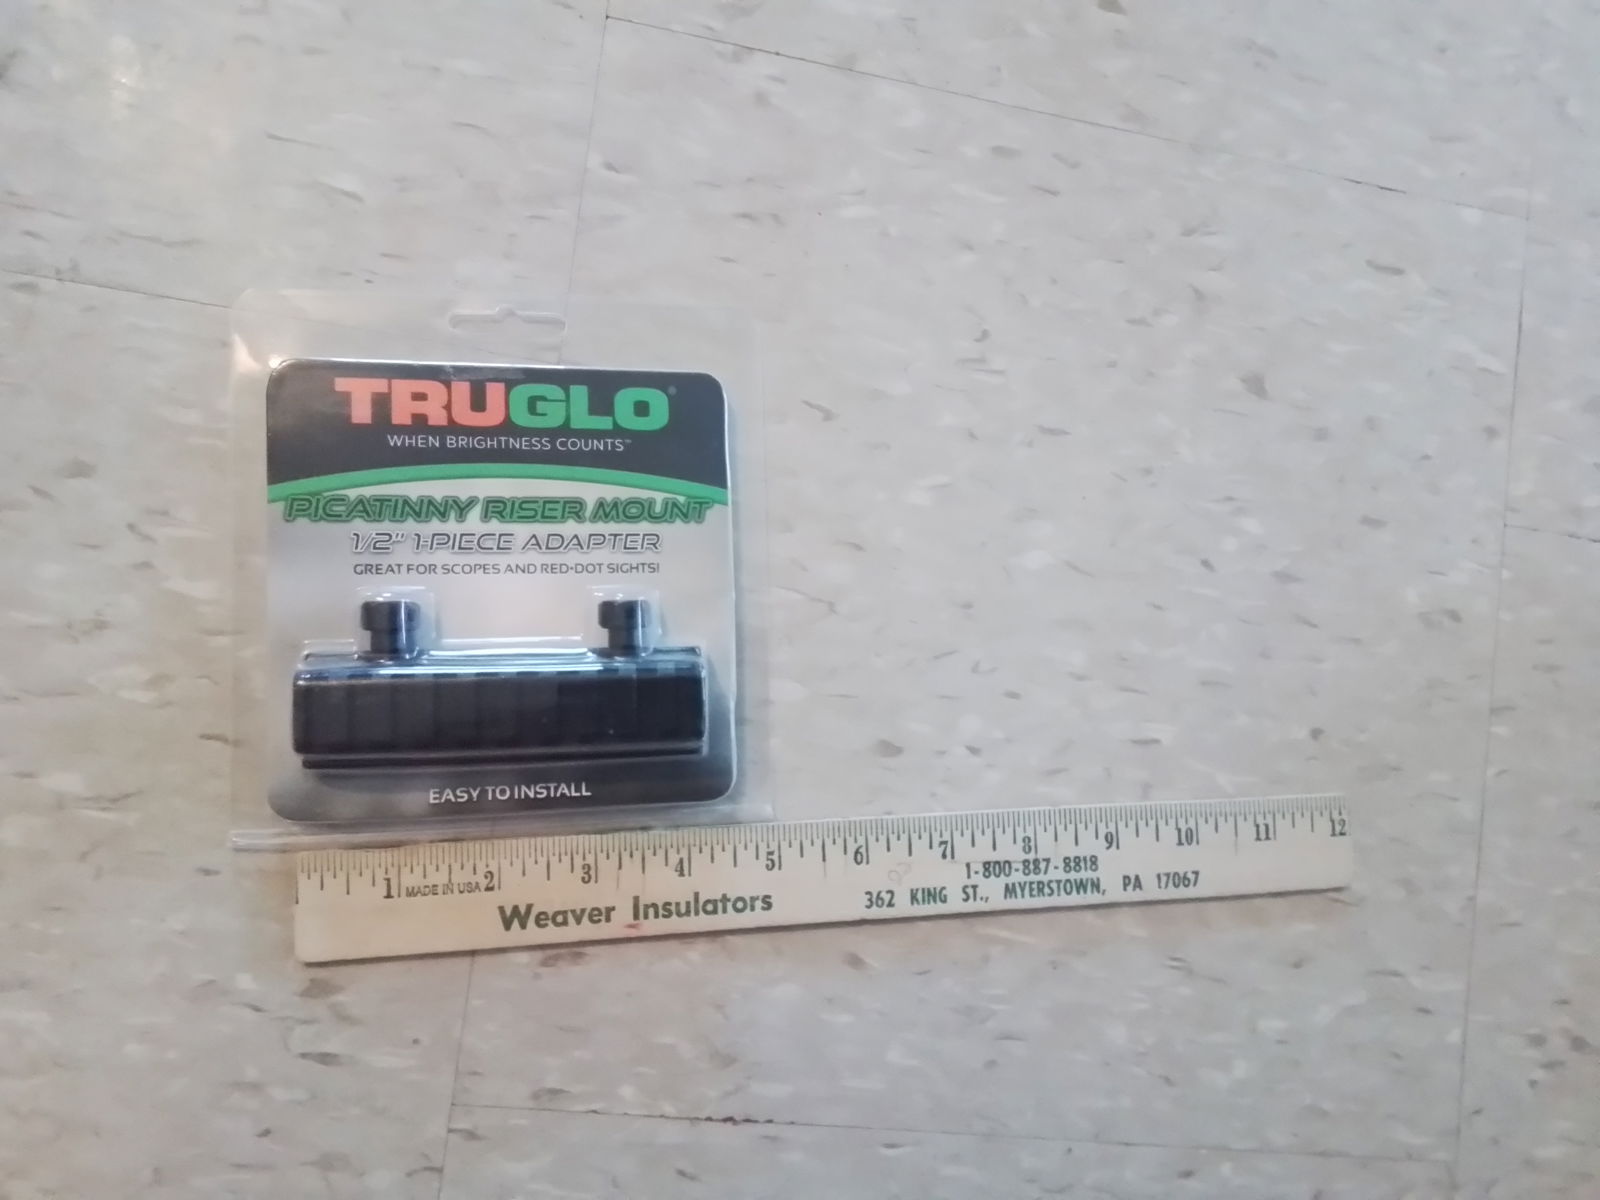 TRUGLO®
WHEN BRIGHTNESS COUNTS™
PICATINNY RISER MOUNT
1/2" 1-PIECE ADAPTER
GREAT FOR SCOPES AND RED-DOT SIGHTS!
EASY TO INSTALL
1 MADE IN USA 2 3 4 5 6 7 8 9 10 11 12
Weaver Insulators
1-800-887-8818
362 KING ST., MYERSTOWN, PA 17067